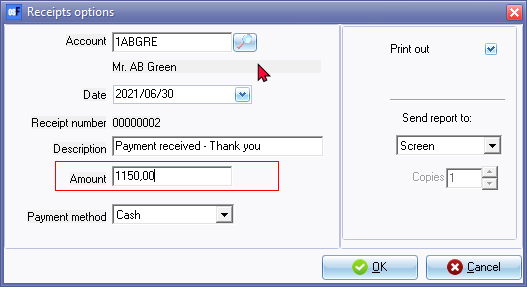 Receipts options
Account 1ABGRE
Mr. AB Green
Date 2021/06/30
Receipt number 00000002
Description Payment received - Thank you
Amount 1150,00
Payment method Cash
Print out
Send report to:
Screen
Copies 1
OK Cancel